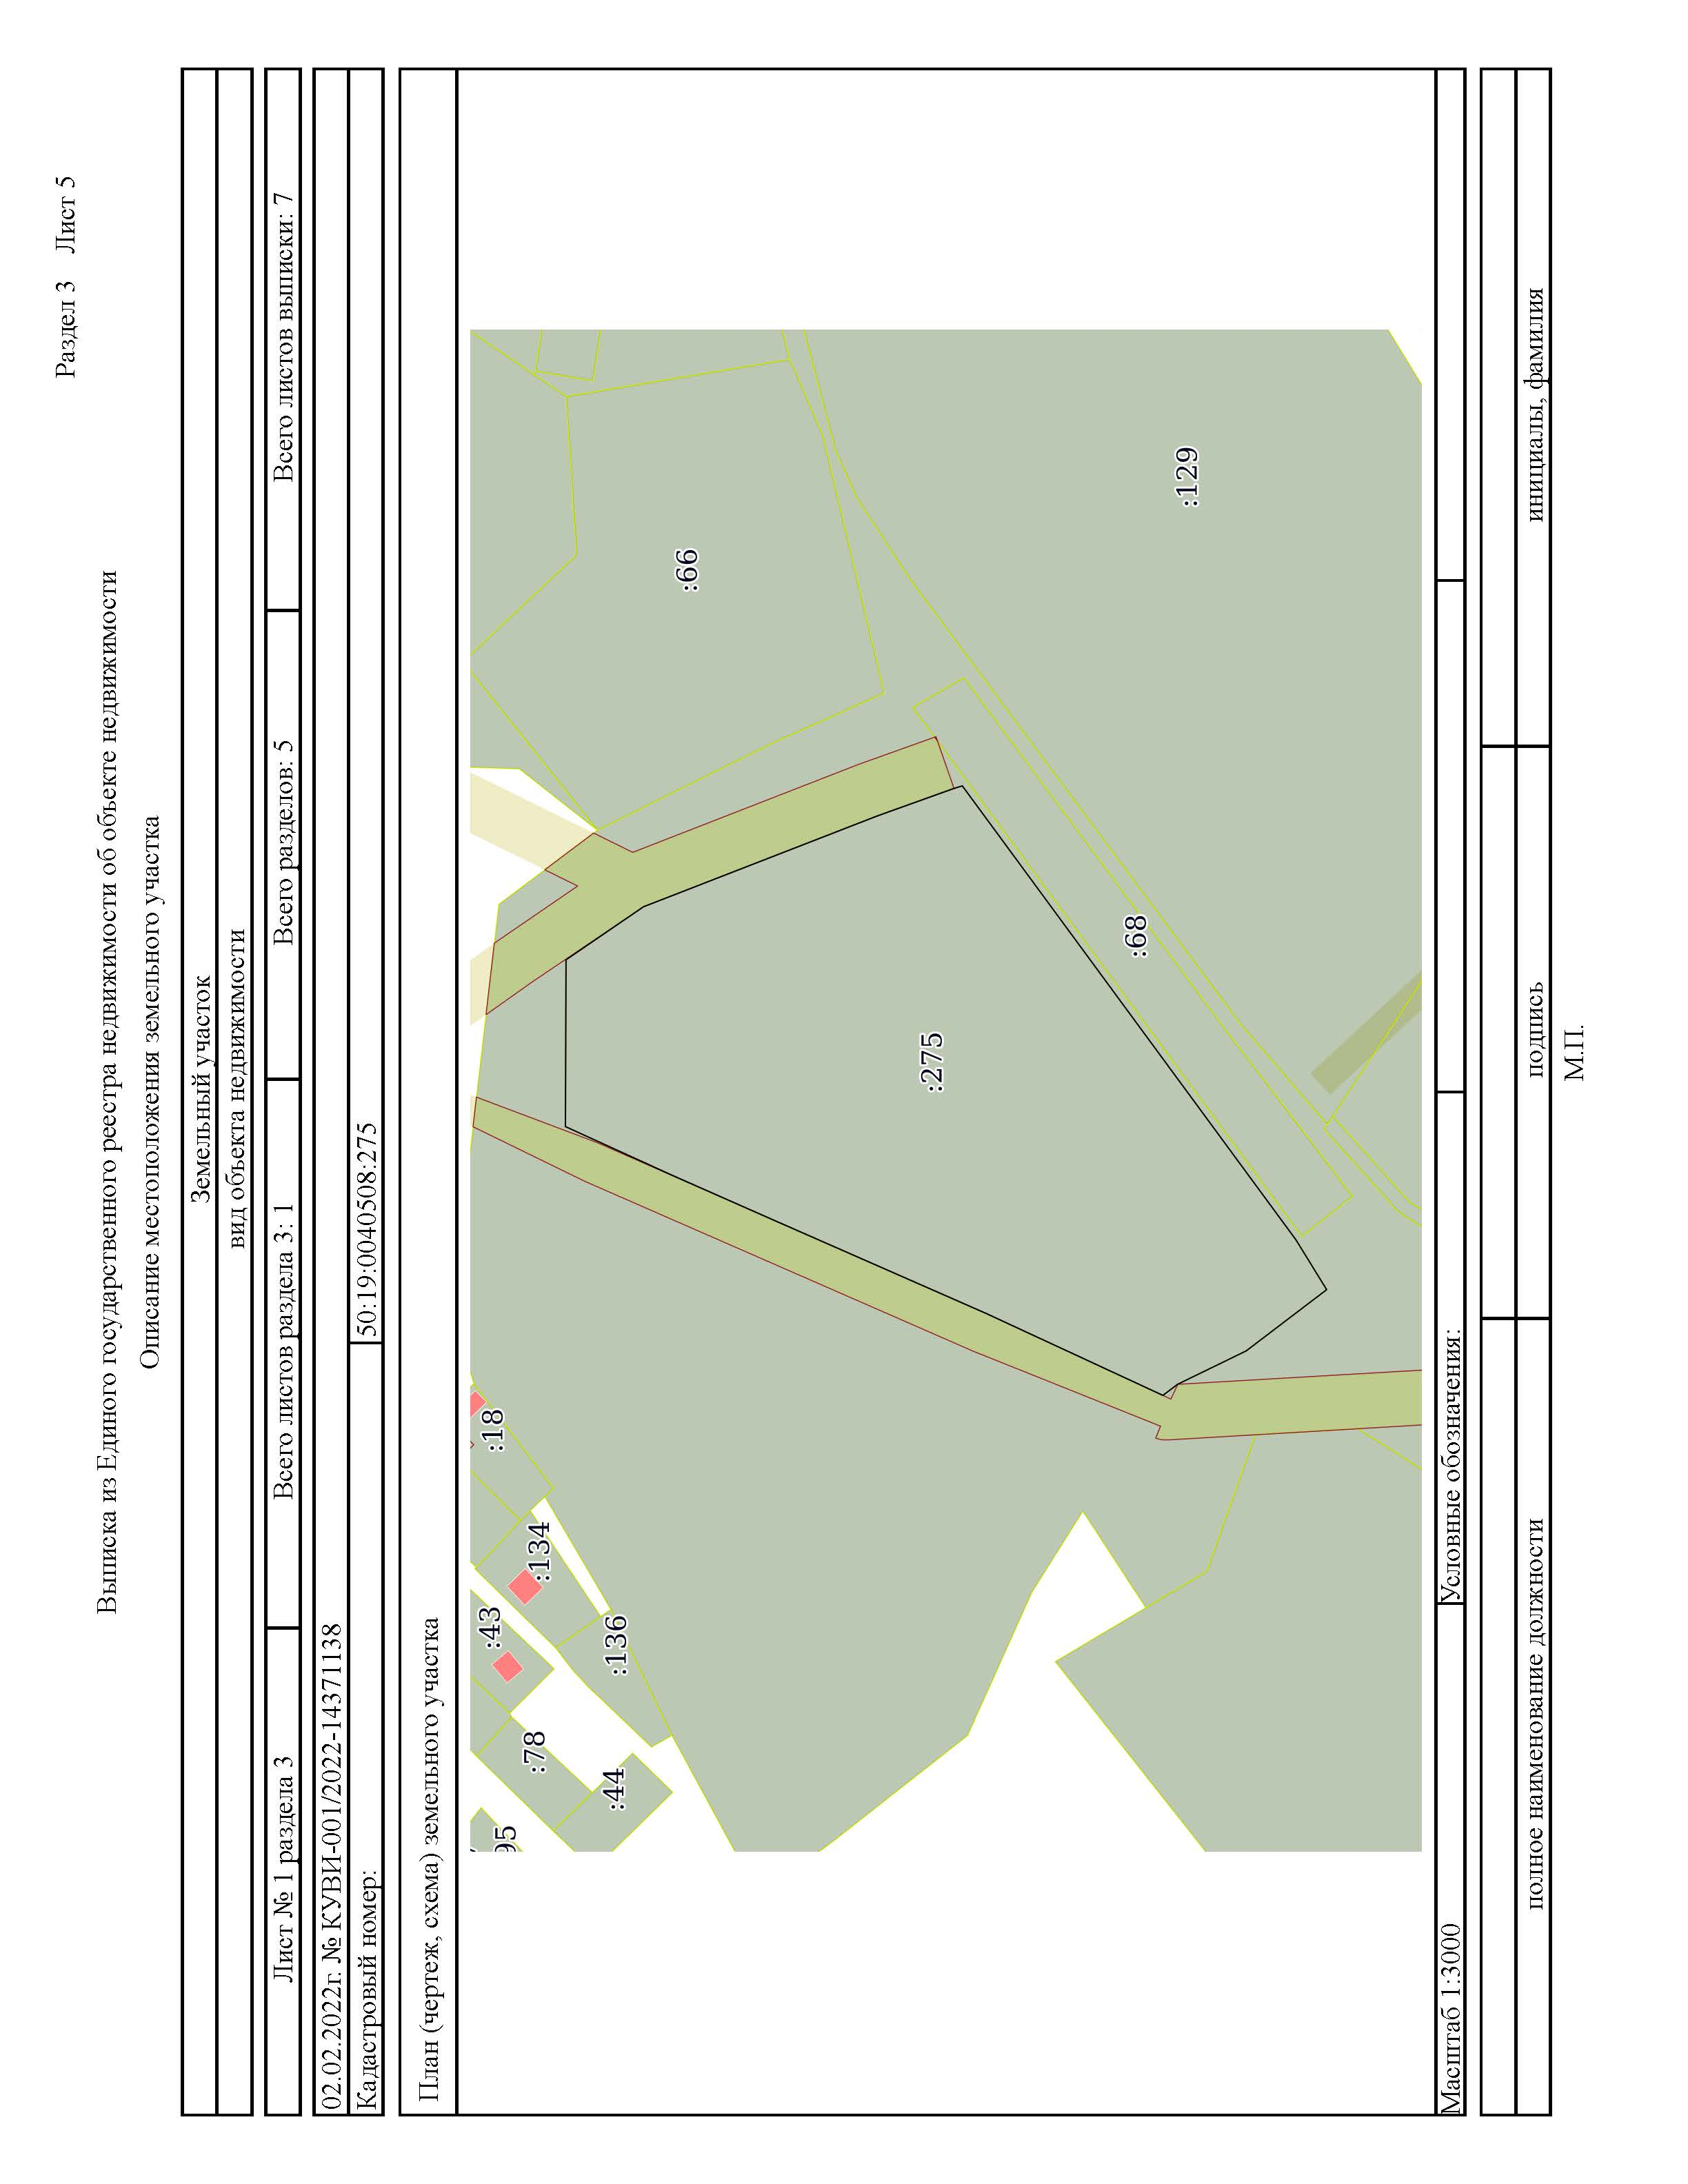 Раздел 3 Лист 5
Выписка из Единого государственного реестра недвижимости об объекте недвижимости
Описание местоположения земельного участка
Земельный участок
вид объекта недвижимости
Лист № 1 раздела 3 Всего листов раздела 3: 1 Всего разделов: 5 Всего листов выписки: 7
02.02.2022г. № КУВИ-001/2022-14371138
Кадастровый номер: 50:19:0040508:275
План (чертеж, схема) земельного участка
:43 :18
95 :78 :134
:44 :136
:66
:275
:68
:129
Масштаб 1:3000 Условные обозначения:
полное наименование должности подпись инициалы, фамилия
М.П.